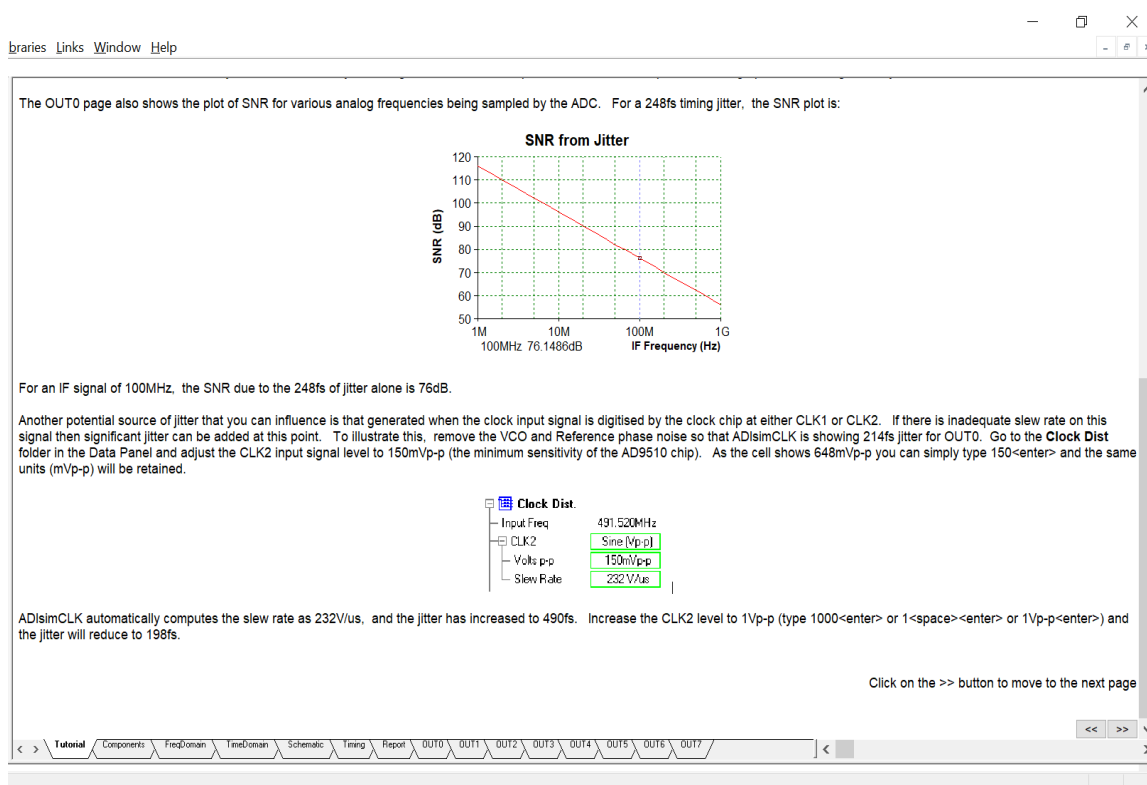 braries Links Window Help
The OUT0 page also shows the plot of SNR for various analog frequencies being sampled by the ADC. For a 248fs timing jitter, the SNR plot is:
SNR from Jitter
120
110
100
90
80
70
60
50
SNR (dB)
1M 10M 100M 1G
100MHz 76.1486dB IF Frequency (Hz)
For an IF signal of 100MHz, the SNR due to the 248fs of jitter alone is 76dB.
Another potential source of jitter that you can influence is that generated when the clock input signal is digitised by the clock chip at either CLK1 or CLK2. If there is inadequate slew rate on this
signal then significant jitter can be added at this point. To illustrate this, remove the VCO and Reference phase noise so that ADIsimCLK is showing 214fs jitter for OUT0. Go to the Clock Dist
folder in the Data Panel and adjust the CLK2 input signal level to 150mVp-p (the minimum sensitivity of the AD9510 chip). As the cell shows 648mVp-p you can simply type 150<enter> and the same
units (mVp-p) will be retained.
Clock Dist.
Input Freq 491.520MHz
CLK2 Sine (Vp-p)
Volts p-p 150mVp-p
Slew Rate 232 V/us
ADIsimCLK automatically computes the slew rate as 232V/us, and the jitter has increased to 490fs. Increase the CLK2 level to 1Vp-p (type 1000<enter> or 1<space><enter> or 1Vp-p<enter>) and
the jitter will reduce to 198fs.
Click on the >> button to move to the next page
<< >>
Tutorial Components FreqDomain TimeDomain Schematic Timing Report OUT0 OUT1 OUT2 OUT3 OUT4 OUT5 OUT6 OUT7